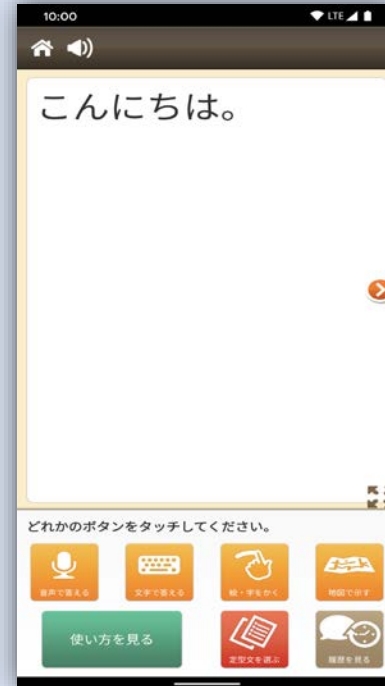 10:00
LTE
こんにちは。
どれかのボタンをタッチしてください。
音声で答える
文字で答える
絵・字をかく
地図で示す
使い方を見る
定型文を選ぶ
履歴を見る